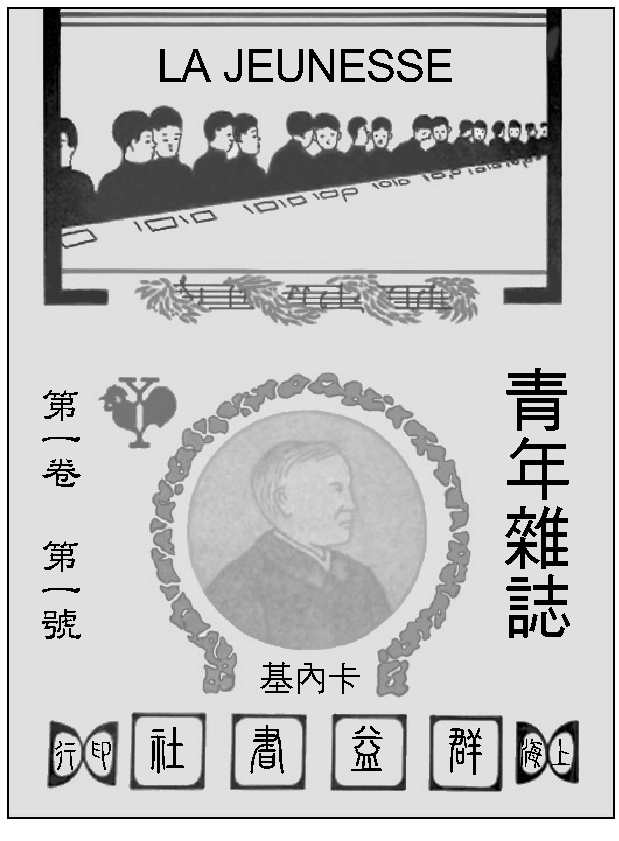 LA JEUNESSE
青年雜誌
第一卷 第一號
卡內基
上海 群益書社 印行